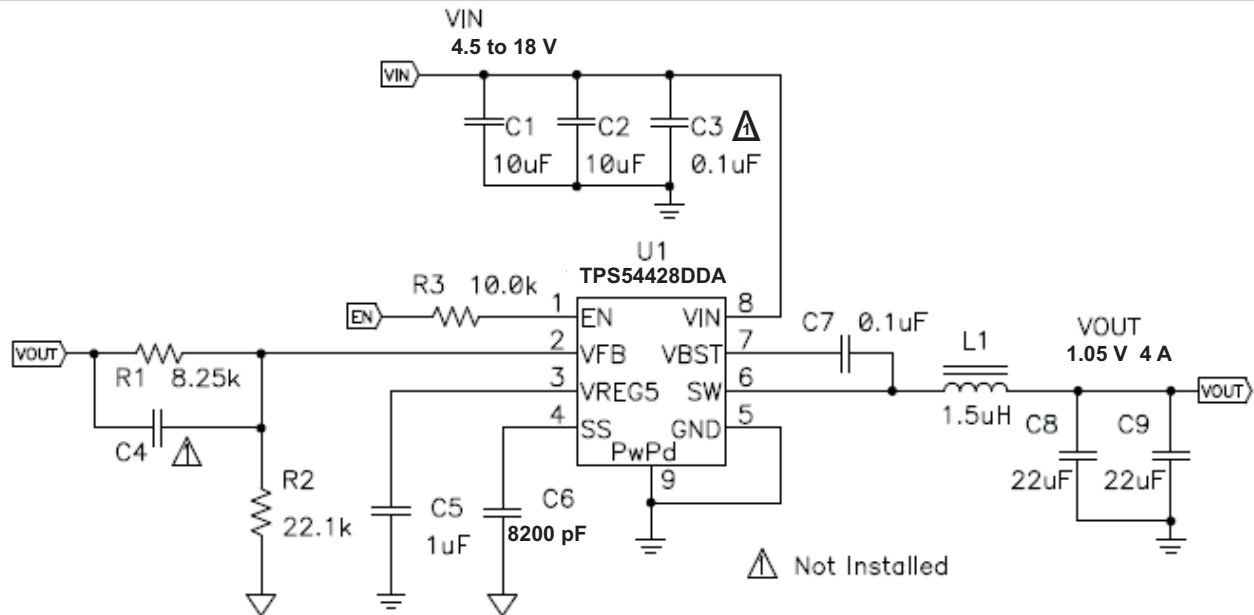 VIN
4.5 to 18 V
VIN
C1
10uF
C2
10uF
C3
1
0.1uF
U1
TPS54428DDA
R3 10.0k
EN
1
EN
VIN
8
VOUT
R1 8.25k
2
VFB
VBST
7
C7
0.1uF
3
VREG5
SW
6
L1
1.5uH
VOUT
1.05 V 4 A
VOUT
4
SS
GND
5
PwPd
9
C4
1
R2
22.1k
C5
1uF
C6
8200 pF
C8
22uF
C9
22uF
1 Not Installed